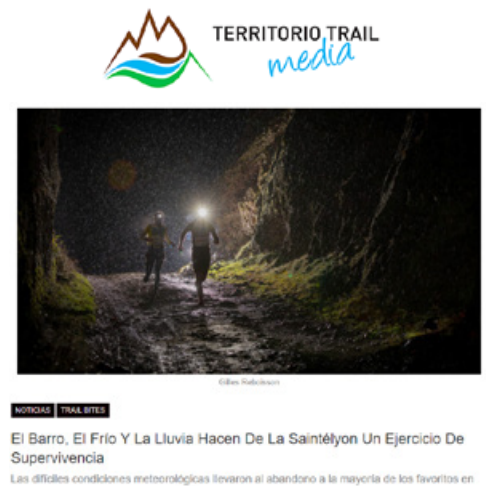 TERRITORIO TRAIL
media
NOTICIAS TRAIL BITES
El Barro, El Frío Y La Lluvia Hacen De La Saintélyon Un Ejercicio De
Supervivencia
Las difíciles condiciones meteorológicas llevaron al abandono a la mayoría de los favoritos en